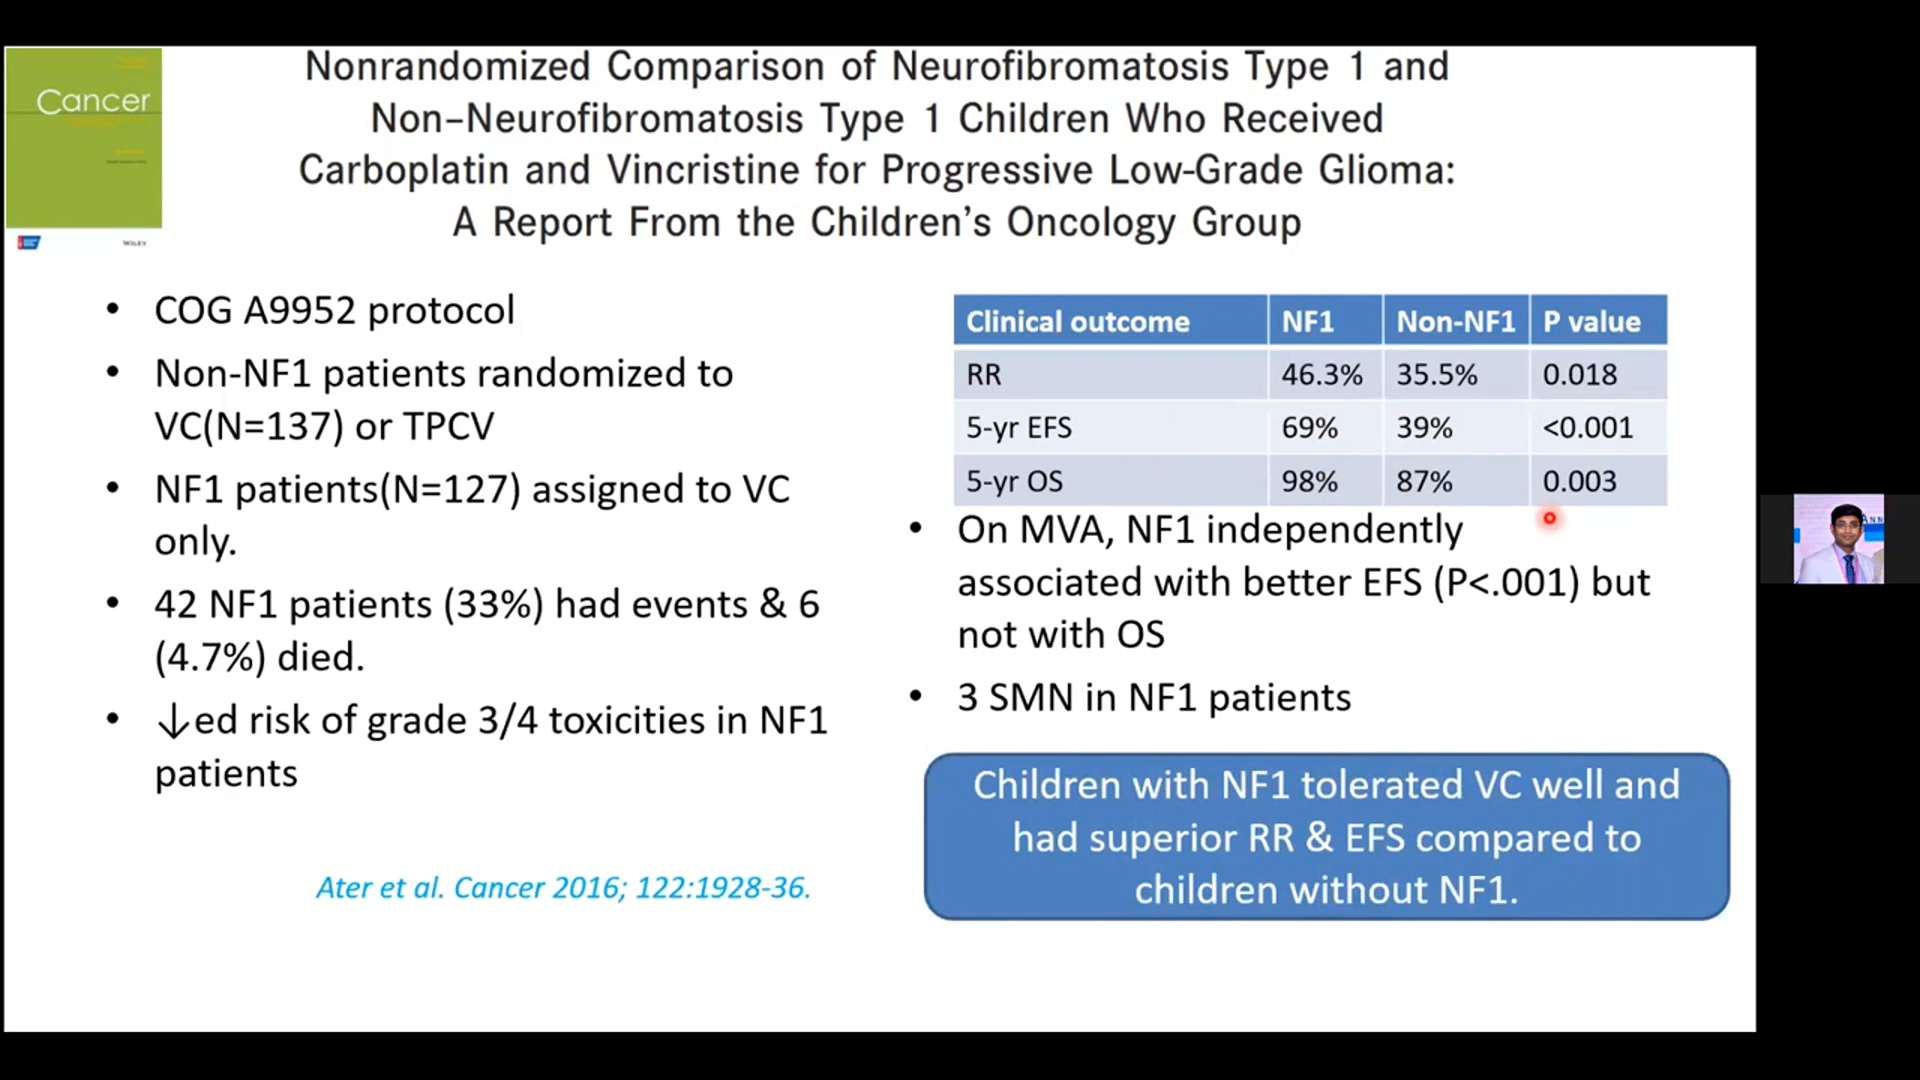 Cancer
WILEY
Nonrandomized Comparison of Neurofibromatosis Type 1 and
Non–Neurofibromatosis Type 1 Children Who Received
Carboplatin and Vincristine for Progressive Low-Grade Glioma:
A Report From the Children’s Oncology Group
• COG A9952 protocol
• Non-NF1 patients randomized to
VC(N=137) or TPCV
• NF1 patients(N=127) assigned to VC
only.
• 42 NF1 patients (33%) had events & 6
(4.7%) died.
• ↓ed risk of grade 3/4 toxicities in NF1
patients
Ater et al. Cancer 2016; 122:1928-36.
Clinical outcome NF1 Non-NF1 P value
RR 46.3% 35.5% 0.018
5-yr EFS 69% 39% <0.001
5-yr OS 98% 87% 0.003
• On MVA, NF1 independently
associated with better EFS (P<.001) but
not with OS
• 3 SMN in NF1 patients
Children with NF1 tolerated VC well and
had superior RR & EFS compared to
children without NF1.